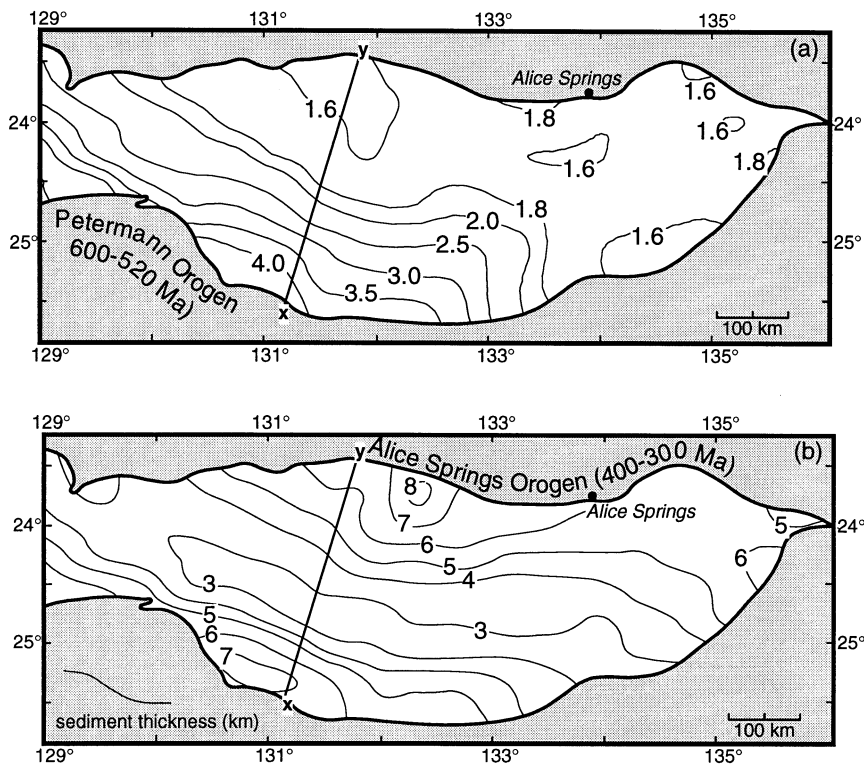 129° 131° 133° 135°
(a)
y
Alice Springs
1.6
1.6 1.8
24° 1.6 24°
1.6 1.8
1.8
2.0
1.6
25° 2.5 25°
Petermann Orogen
600-520 Ma)
4.0 3.0
3.5
x
100 km
129° 131° 133° 135°
129° 131° 133° 135°
(b)
y Alice Springs Orogen (400-300 Ma)
8
7
Alice Springs
24° 5 24°
6
6
5
4
3
5
3
6
25° 7 25°
x
sediment thickness (km)
100 km
129° 131° 133° 135°